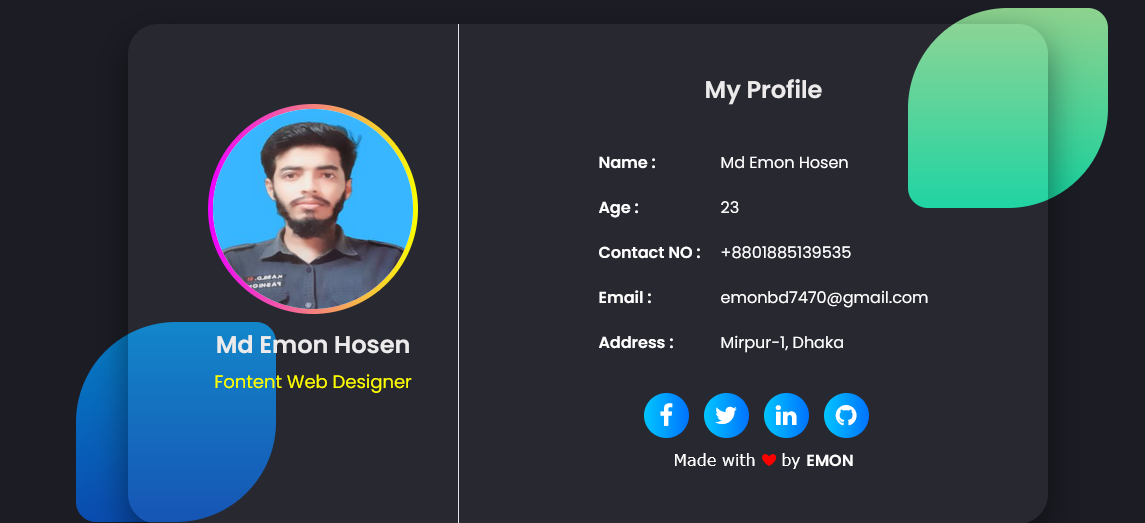 My Profile
Name : Md Emon Hosen
Age : 23
Contact NO : +8801885139535
Email : emonbd7470@gmail.com
Address : Mirpur-1, Dhaka
Md Emon Hosen
Fontent Web Designer
Made with ❤ by EMON